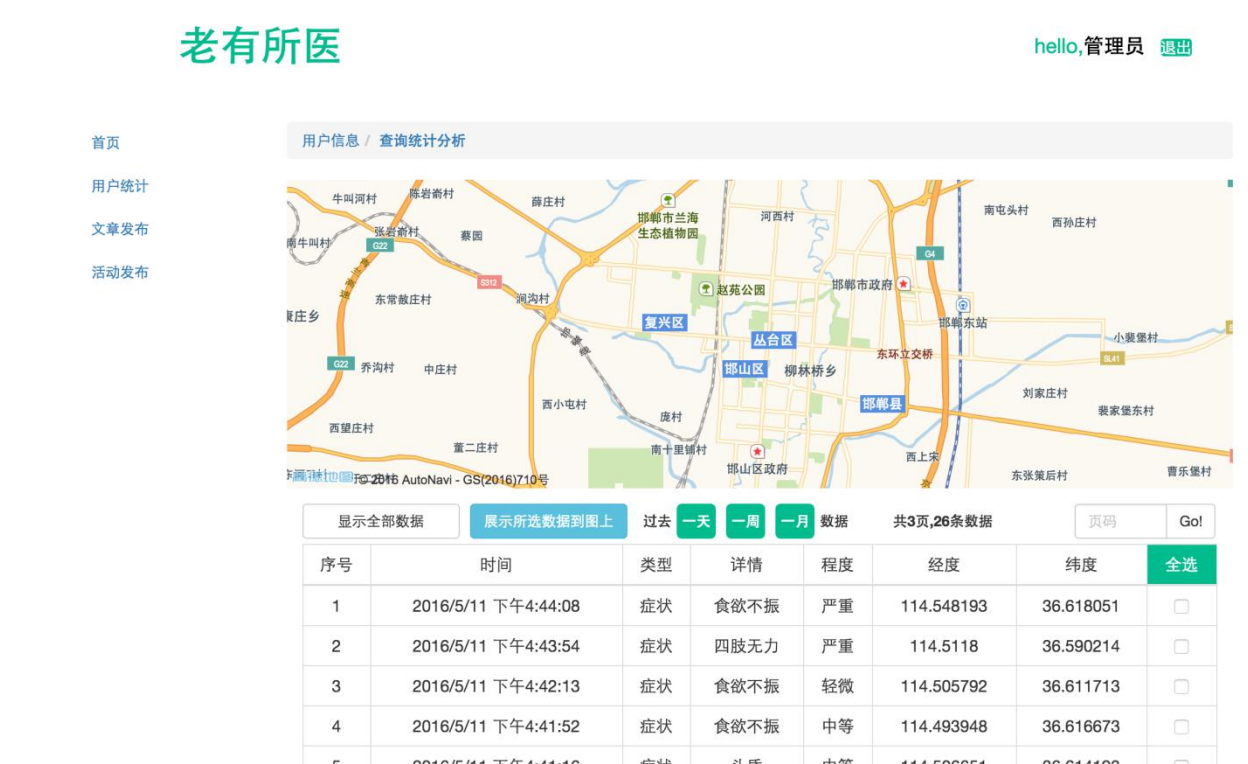 老有所医
hello,管理员 退出
首页
用户统计
文章发布
活动发布
用户信息 / 查询统计分析
牛叫河村
陈岩嵛村
薛庄村
邯郸市兰海
生态植物园
河西村
南屯头村
西孙庄村
南牛叫村
张岩嵛村
蔡园
G22
G4
S312
赵苑公园
邯郸市政府
东常敨庄村
涧沟村
康庄乡
复兴区
邯郸东站
丛台区
小裴堡村
东环立交桥
SL41
G22
乔沟村
中庄村
邯山区
柳林桥乡
刘家庄村
西小屯村
邯郸县
庞村
裴家堡东村
西望庄村
董二庄村
南十里铺村
邯山区政府
西上宋
东张策后村
曹乐堡村
© 2016 AutoNavi - GS(2016)710号
显示全部数据 展示所选数据到图上 过去 一天 一周 一月 数据 共3页,26条数据 页码 Go!
序号 时间 类型 详情 程度 经度 纬度 全选
1 2016/5/11 下午4:44:08 症状 食欲不振 严重 114.548193 36.618051
2 2016/5/11 下午4:43:54 症状 四肢无力 严重 114.5118 36.590214
3 2016/5/11 下午4:42:13 症状 食欲不振 轻微 114.505792 36.611713
4 2016/5/11 下午4:41:52 症状 食欲不振 中等 114.493948 36.616673